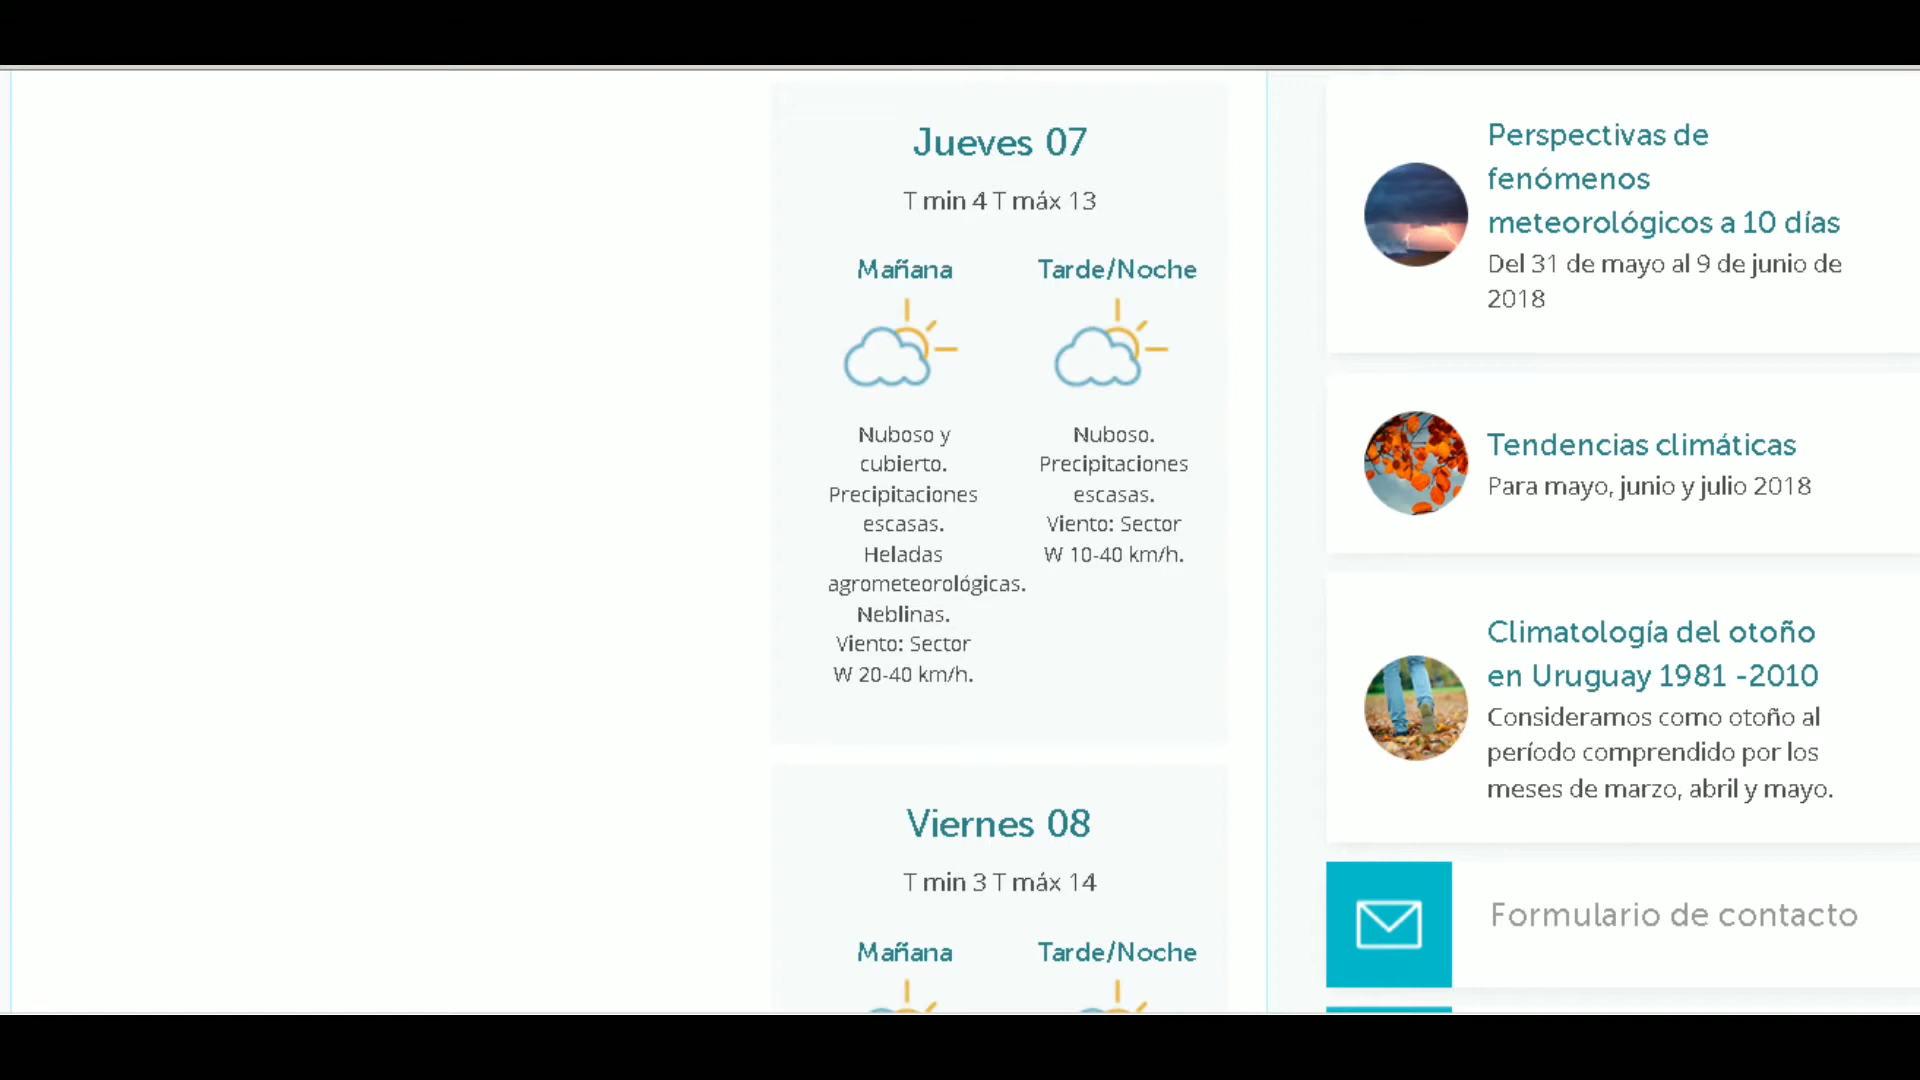 Jueves 07
T min 4 T máx 13
Mañana
Nuboso y
cubierto.
Precipitaciones
escasas.
Heladas
agrometeorológicas.
Neblinas.
Viento: Sector
W 20-40 km/h.
Tarde/Noche
Nuboso.
Precipitaciones
escasas.
Viento: Sector
W 10-40 km/h.
Viernes 08
T min 3 T máx 14
Mañana
Tarde/Noche
Perspectivas de
fenómenos
meteorológicos a 10 días
Del 31 de mayo al 9 de junio de
2018
Tendencias climáticas
Para mayo, junio y julio 2018
Climatología del otoño
en Uruguay 1981 -2010
Consideramos como otoño al
período comprendido por los
meses de marzo, abril y mayo.
Formulario de contacto